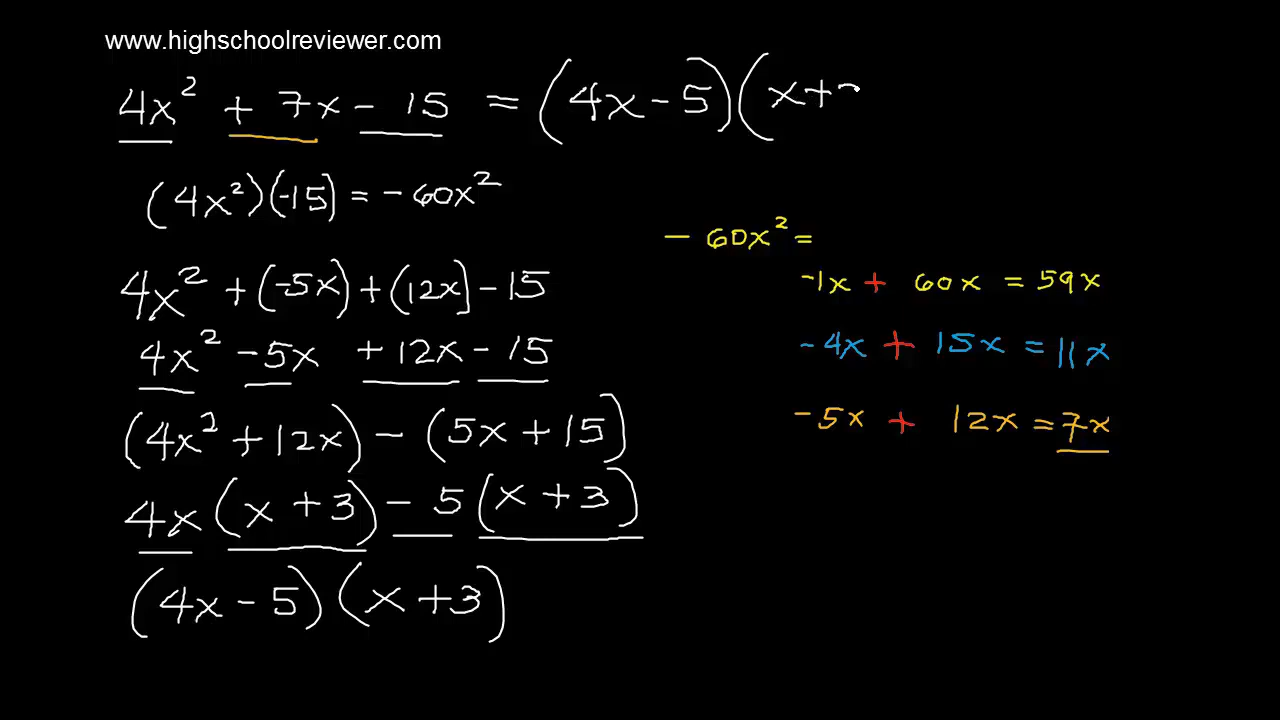 www.highschoolreviewer.com
4x² + 7x - 15 = (4x - 5)(x +
(4x²)(-15) = - 60x²
- 60x² =
-1x + 60x = 59x
4x² + (-5x) + (12x) - 15
-4x + 15x = 11x
4x² - 5x + 12x - 15
-5x + 12x = 7x
(4x² + 12x) - (5x + 15)
4x (x + 3) - 5 (x + 3)
(4x - 5) (x + 3)